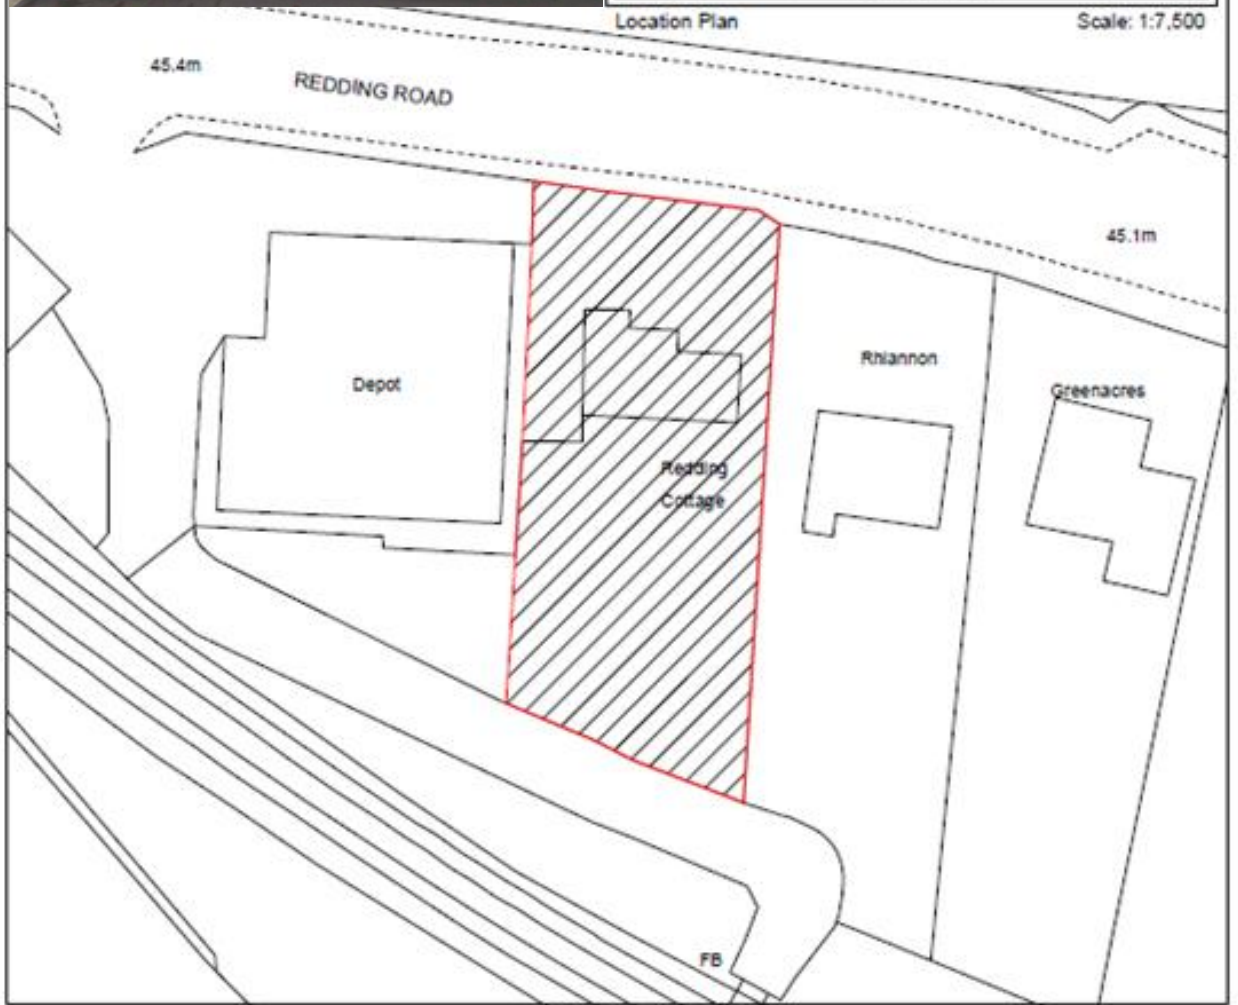 Location Plan
Scale: 1:7,500
45.4m
REDDING ROAD
45.1m
Rhiannon
Depot
Greenacres
Redding
Cottage
FB